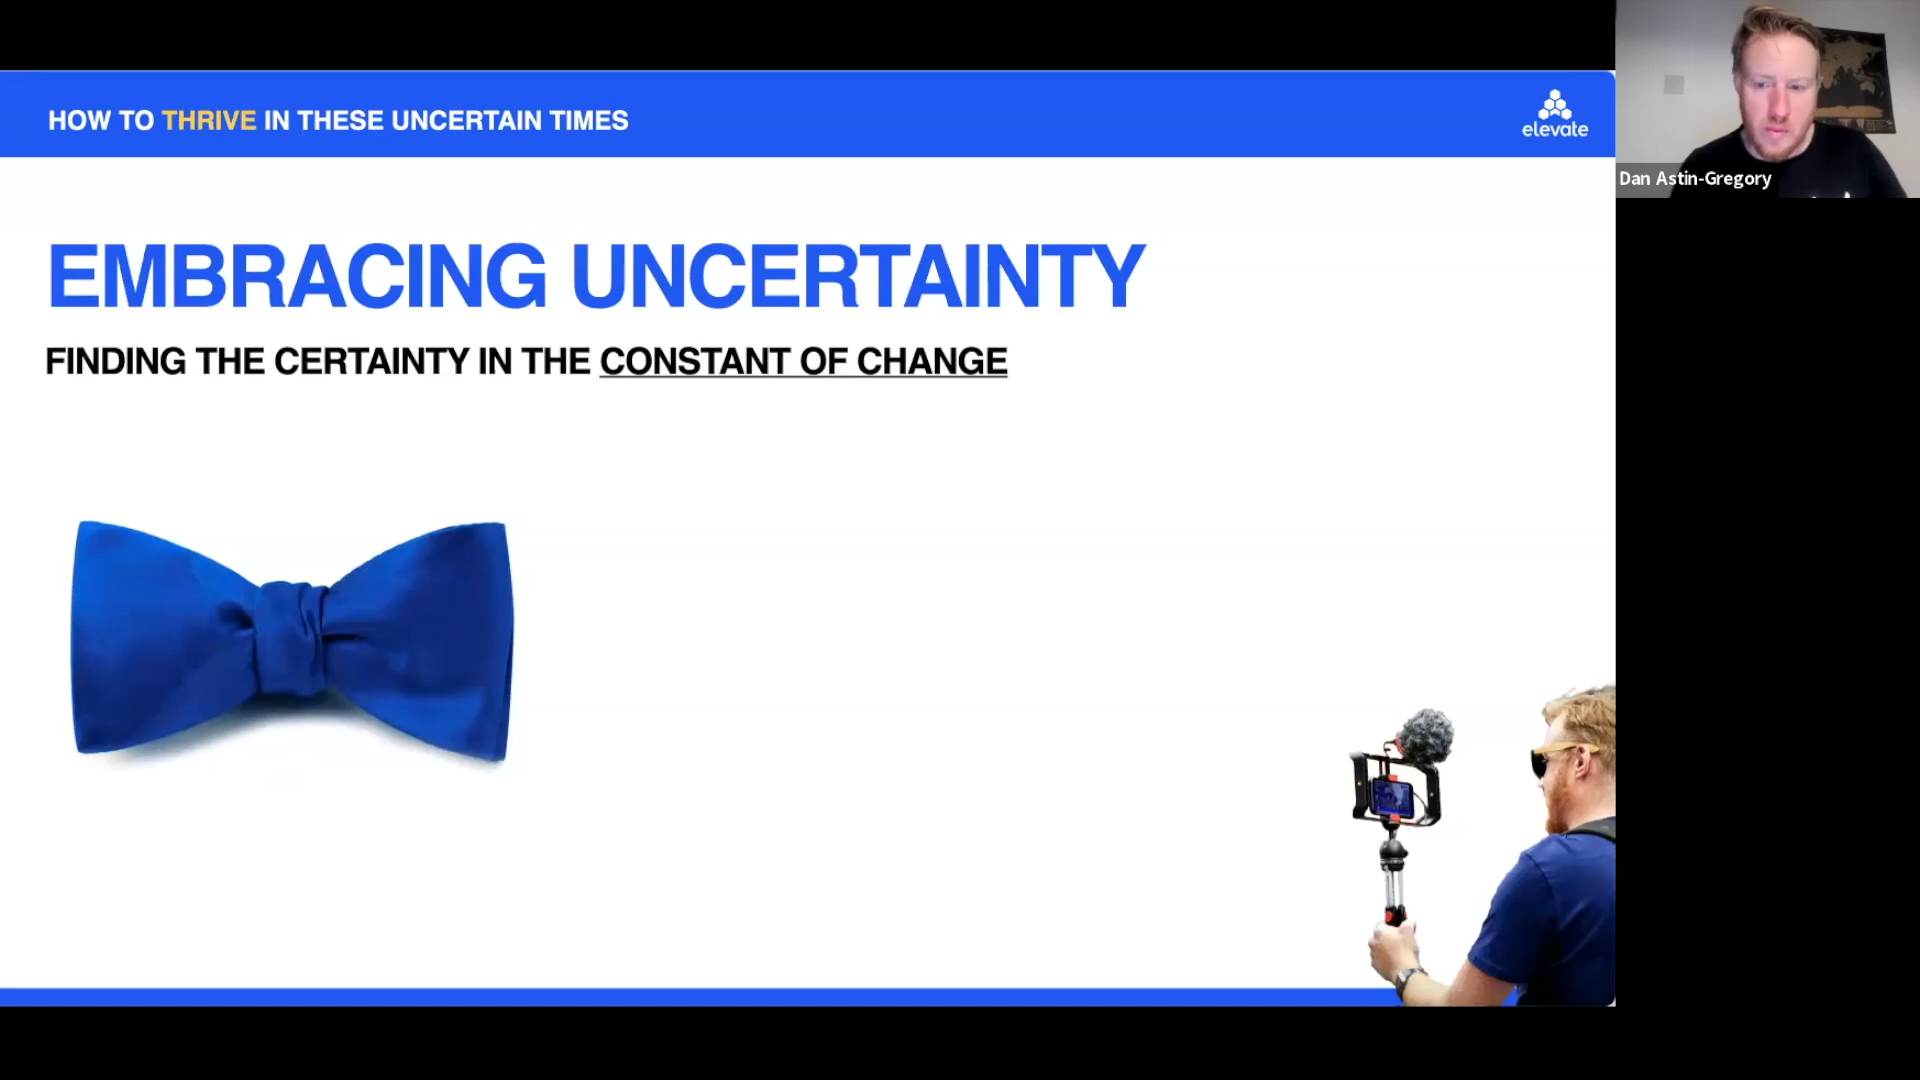 HOW TO THRIVE IN THESE UNCERTAIN TIMES
elevate
Dan Astin-Gregory
EMBRACING UNCERTAINTY
FINDING THE CERTAINTY IN THE CONSTANT OF CHANGE